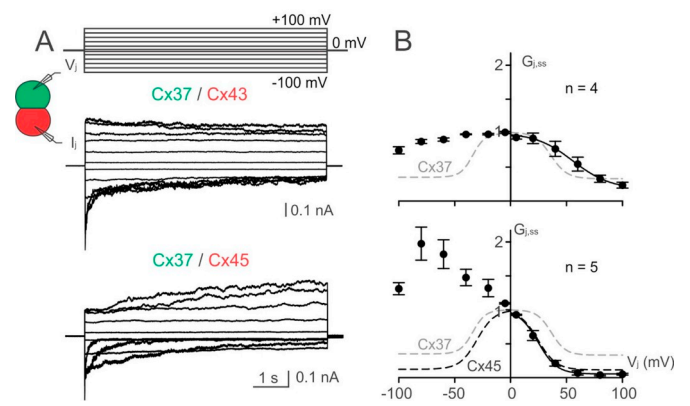 A
+100 mV
0 mV
-100 mV
Vj
Ij
Cx37 / Cx43
0.1 nA
Cx37 / Cx45
1 s
0.1 nA
B
Gj,ss
2
n = 4
1
Cx37
Gj,ss
2
n = 5
1
Cx37
Cx45
Vj (mV)
-100 -50 0 50 100